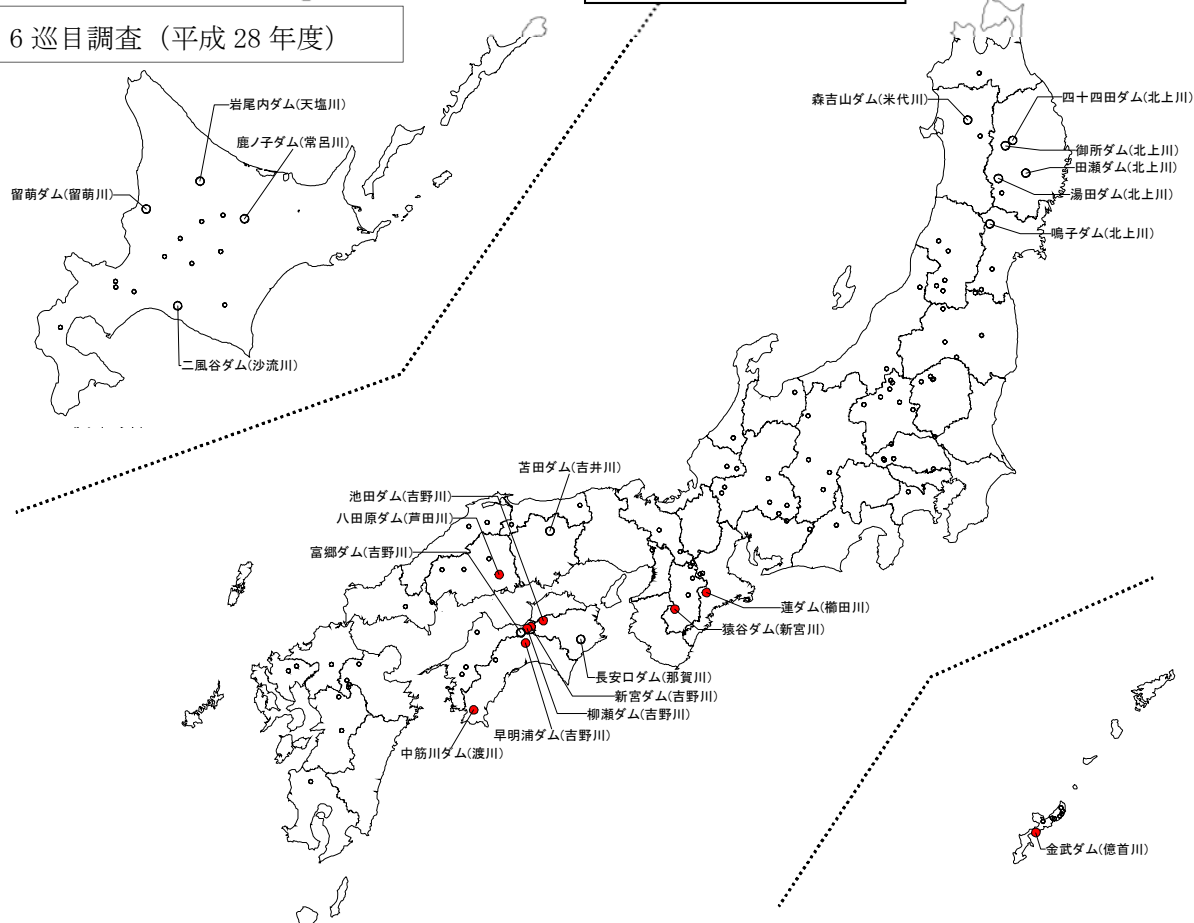 6 巡目調査（平成 28 年度）
岩尾内ダム(天塩川)
鹿ノ子ダム(常呂川)
留萌ダム(留萌川)
二風谷ダム(沙流川)
森吉山ダム(米代川)
四十四田ダム(北上川)
御所ダム(北上川)
田瀬ダム(北上川)
湯田ダム(北上川)
鳴子ダム(北上川)
苫田ダム(吉井川)
池田ダム(吉野川)
八田原ダム(芦田川)
富郷ダム(吉野川)
蓮ダム(櫛田川)
猿谷ダム(新宮川)
長安口ダム(那賀川)
新宮ダム(吉野川)
柳瀬ダム(吉野川)
早明浦ダム(吉野川)
中筋川ダム(渡川)
金武ダム(億首川)